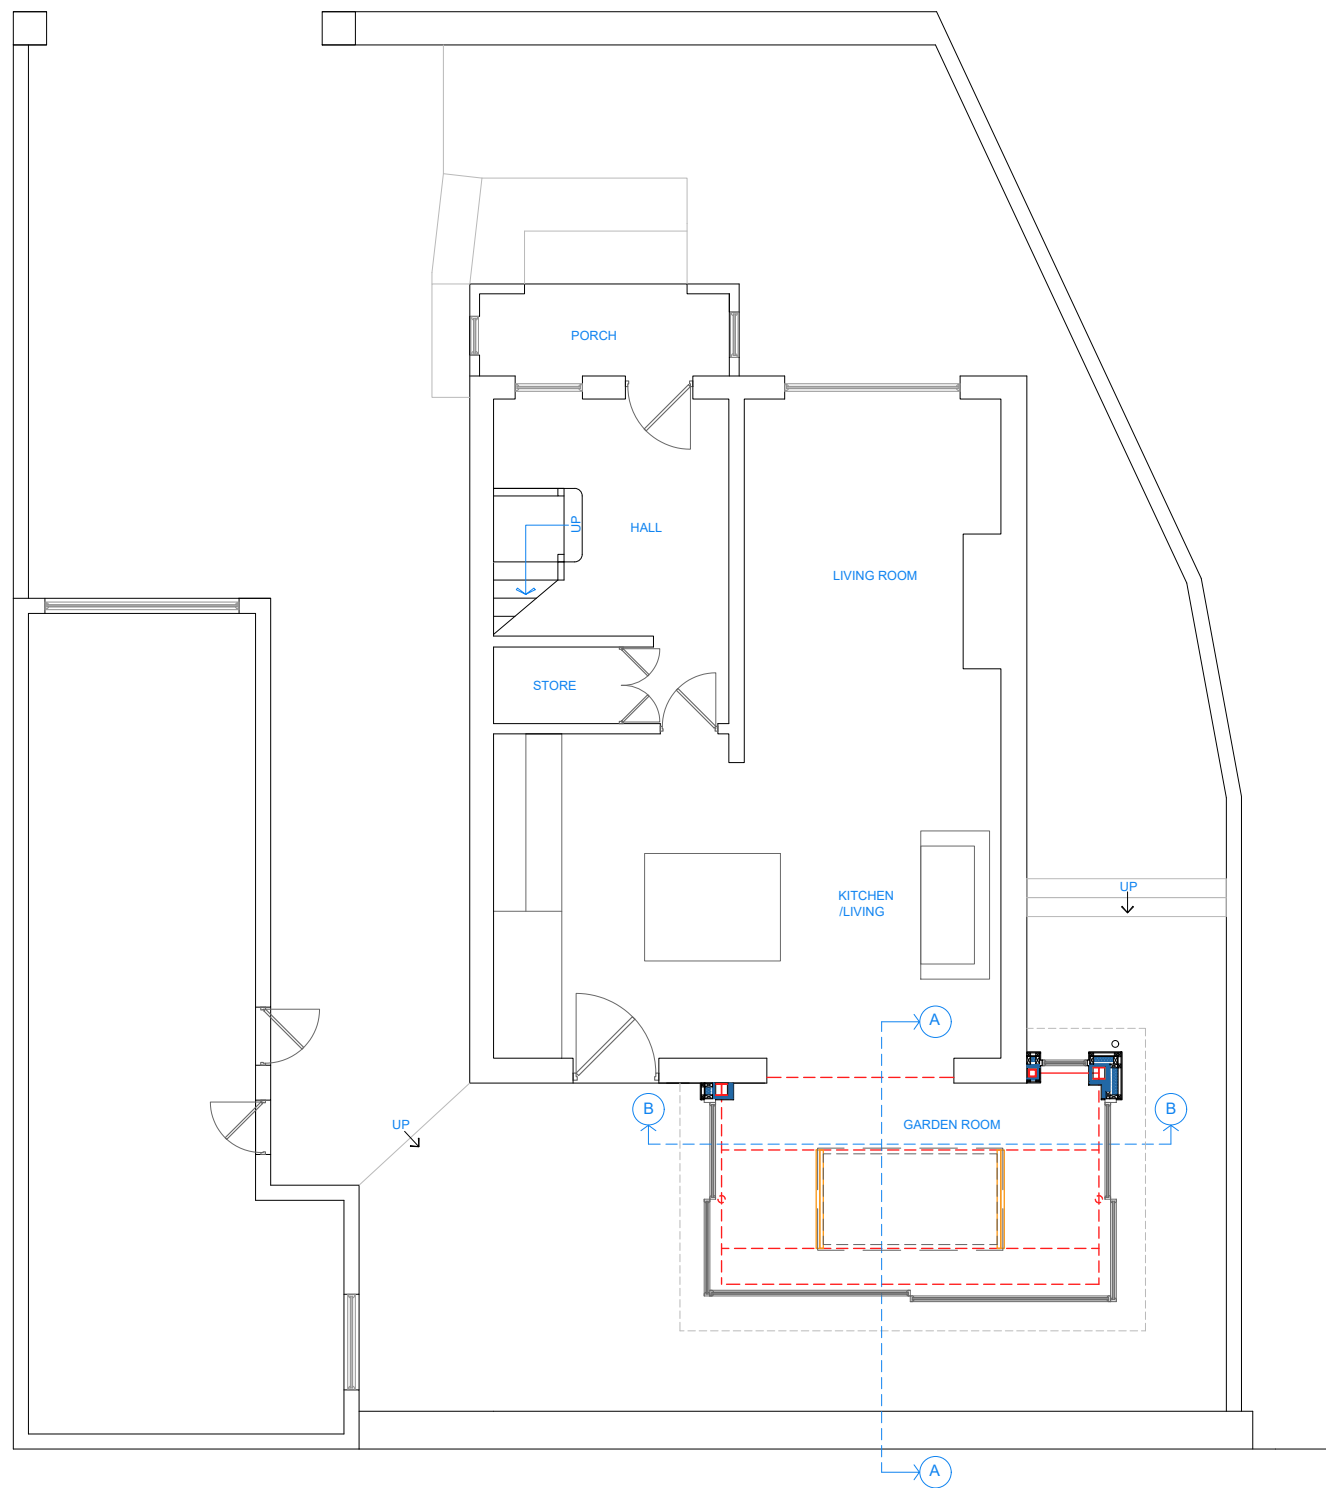 PORCH
UP
HALL
LIVING ROOM
STORE
UP
KITCHEN
/LIVING
A
B
B
UP
GARDEN ROOM
A